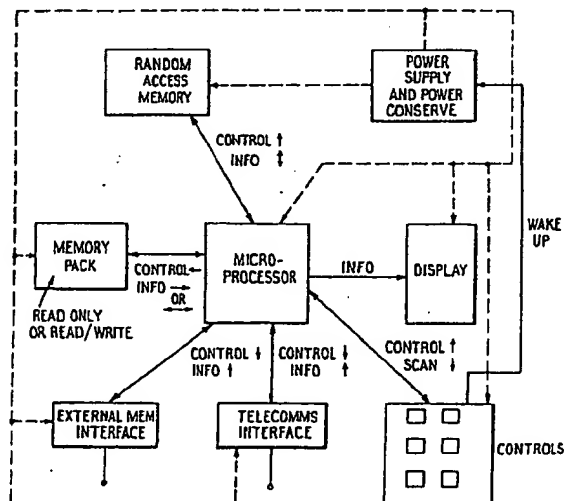 RANDOM
ACCESS
MEMORY
POWER
SUPPLY
AND POWER
CONSERVE
CONTROL ↑
INFO ↕
WAKE
UP
MEMORY
PACK
CONTROL ←
INFO →
OR
↔
READ ONLY
OR READ/WRITE
MICRO-
PROCESSOR
INFO
DISPLAY
CONTROL ↓
INFO ↑
CONTROL ↓
INFO ↑
CONTROL ↑
SCAN ↓
EXTERNAL MEM
INTERFACE
TELECOMMS
INTERFACE
CONTROLS